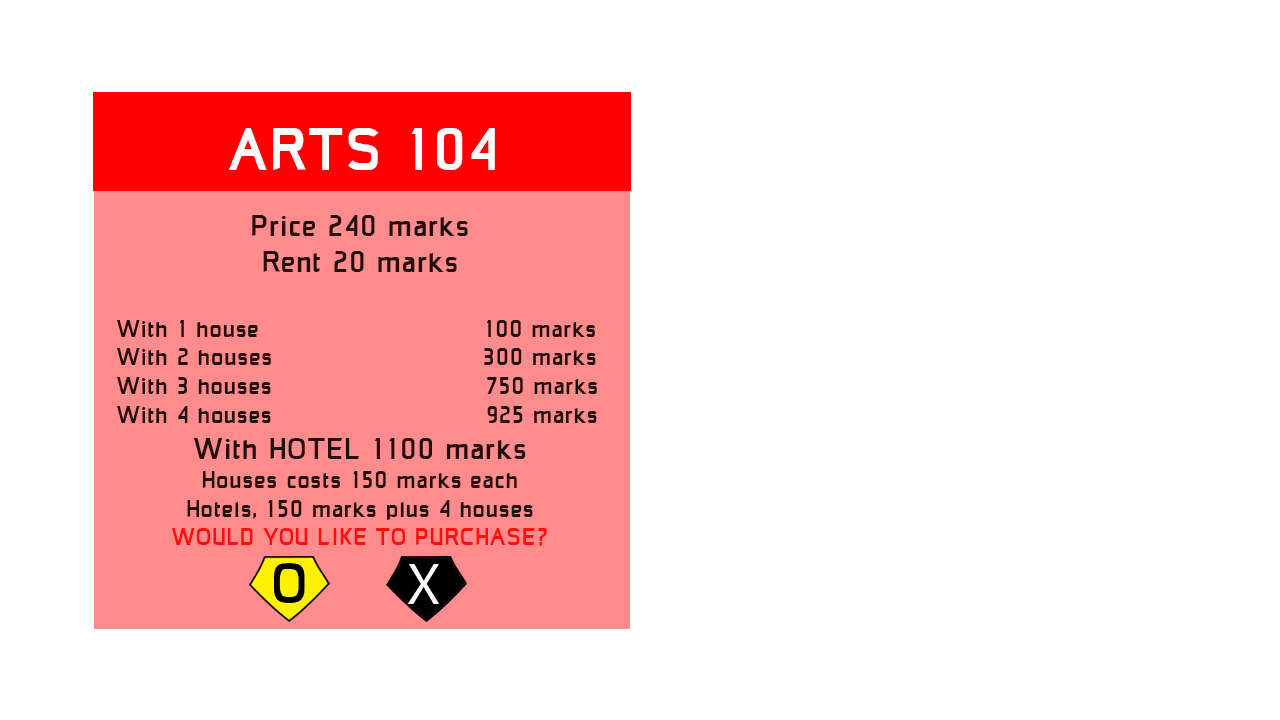 ARTS 104
Price 240 marks
Rent 20 marks
With 1 house 100 marks
With 2 houses 300 marks
With 3 houses 750 marks
With 4 houses 925 marks
With HOTEL 1100 marks
Houses costs 150 marks each
Hotels, 150 marks plus 4 houses
WOULD YOU LIKE TO PURCHASE?
O X